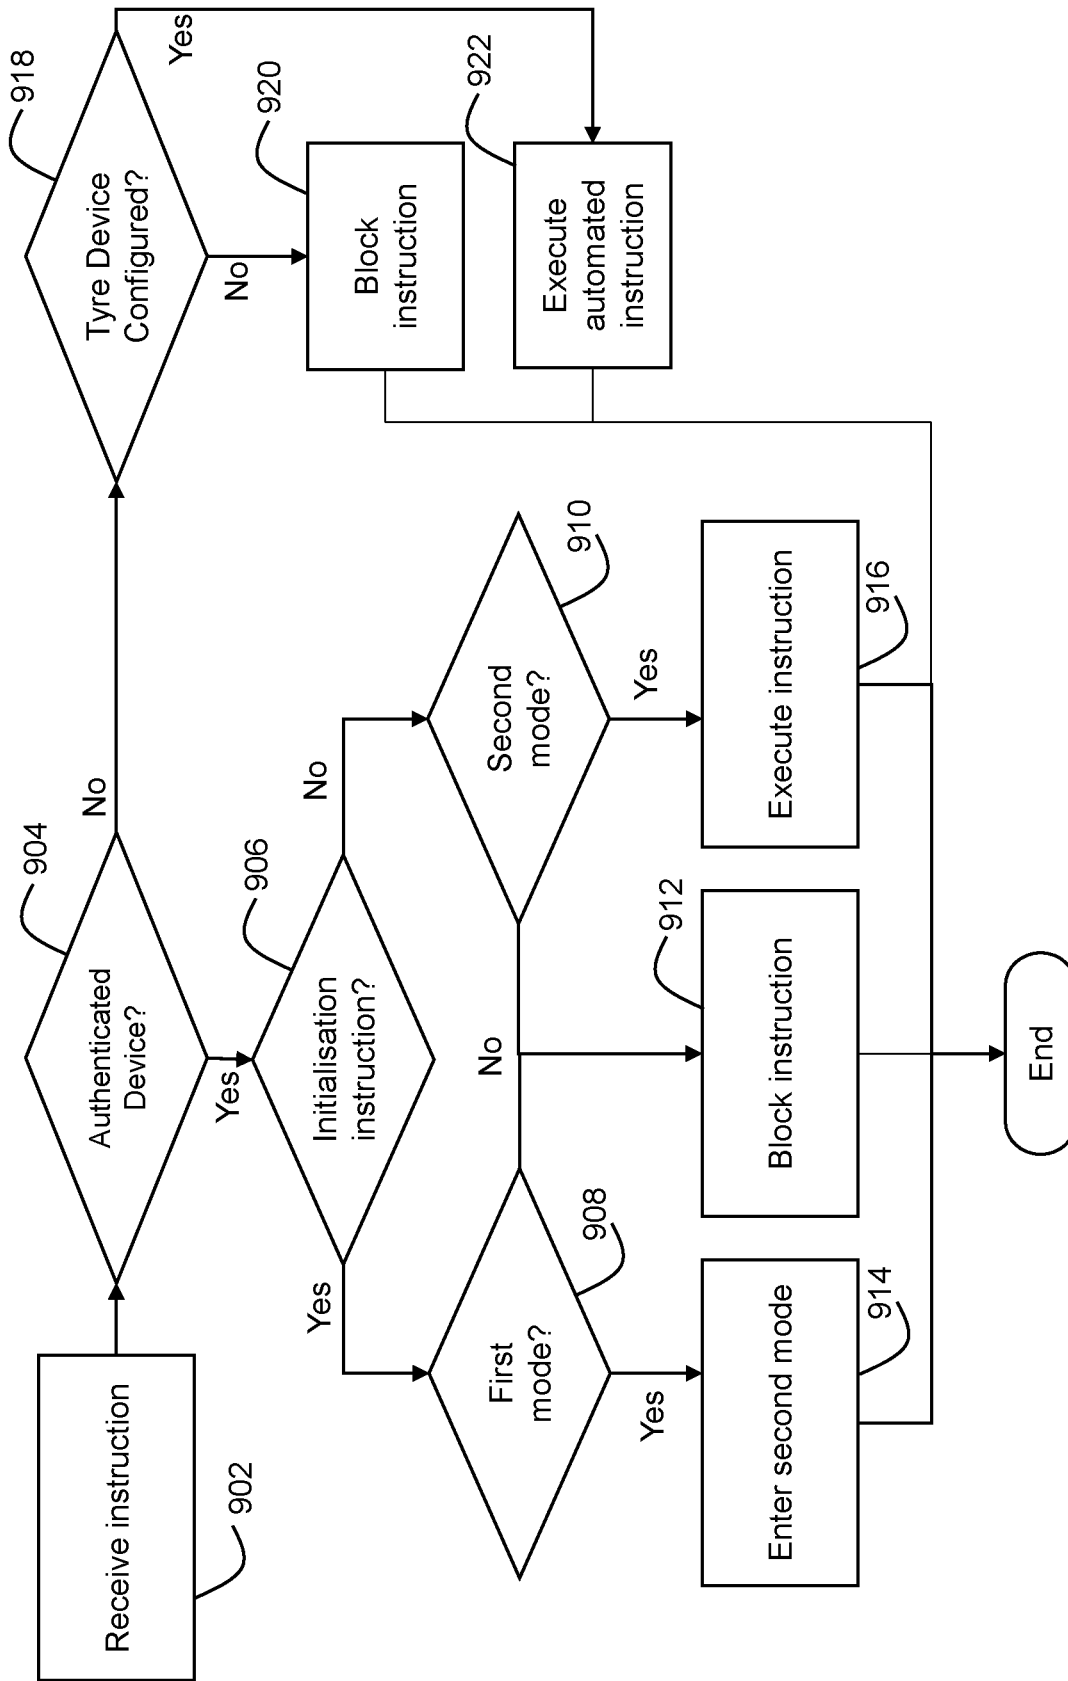 Receive instruction
902
Authenticated
Device?
904
No
Yes
Tyre Device
Configured?
918
Yes
No
Initialisation
instruction?
906
Yes
No
Block
instruction
920
Execute
automated
instruction
922
First
mode?
908
No
Second
mode?
910
Yes
Yes
Enter second mode
914
Block instruction
912
Execute instruction
916
End